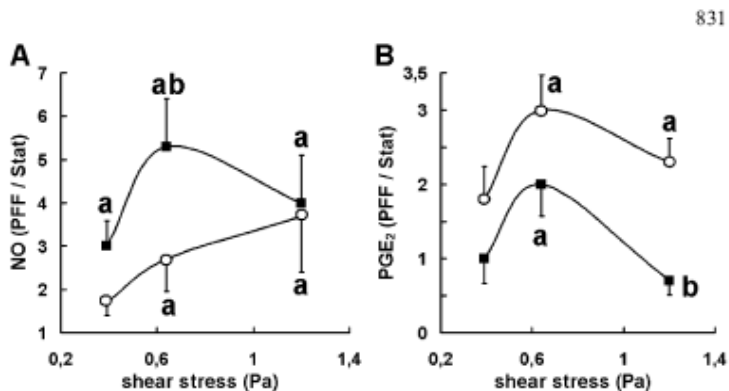 831
A
7
6
5
4
3
2
1
NO (PFF / Stat)
a
ab
a
a
a
0,2
0,6
1
1,4
shear stress (Pa)
B
3,5
3
2
1
0
PGE₂ (PFF / Stat)
a
a
a
b
0,2
0,6
1
1,4
shear stress (Pa)